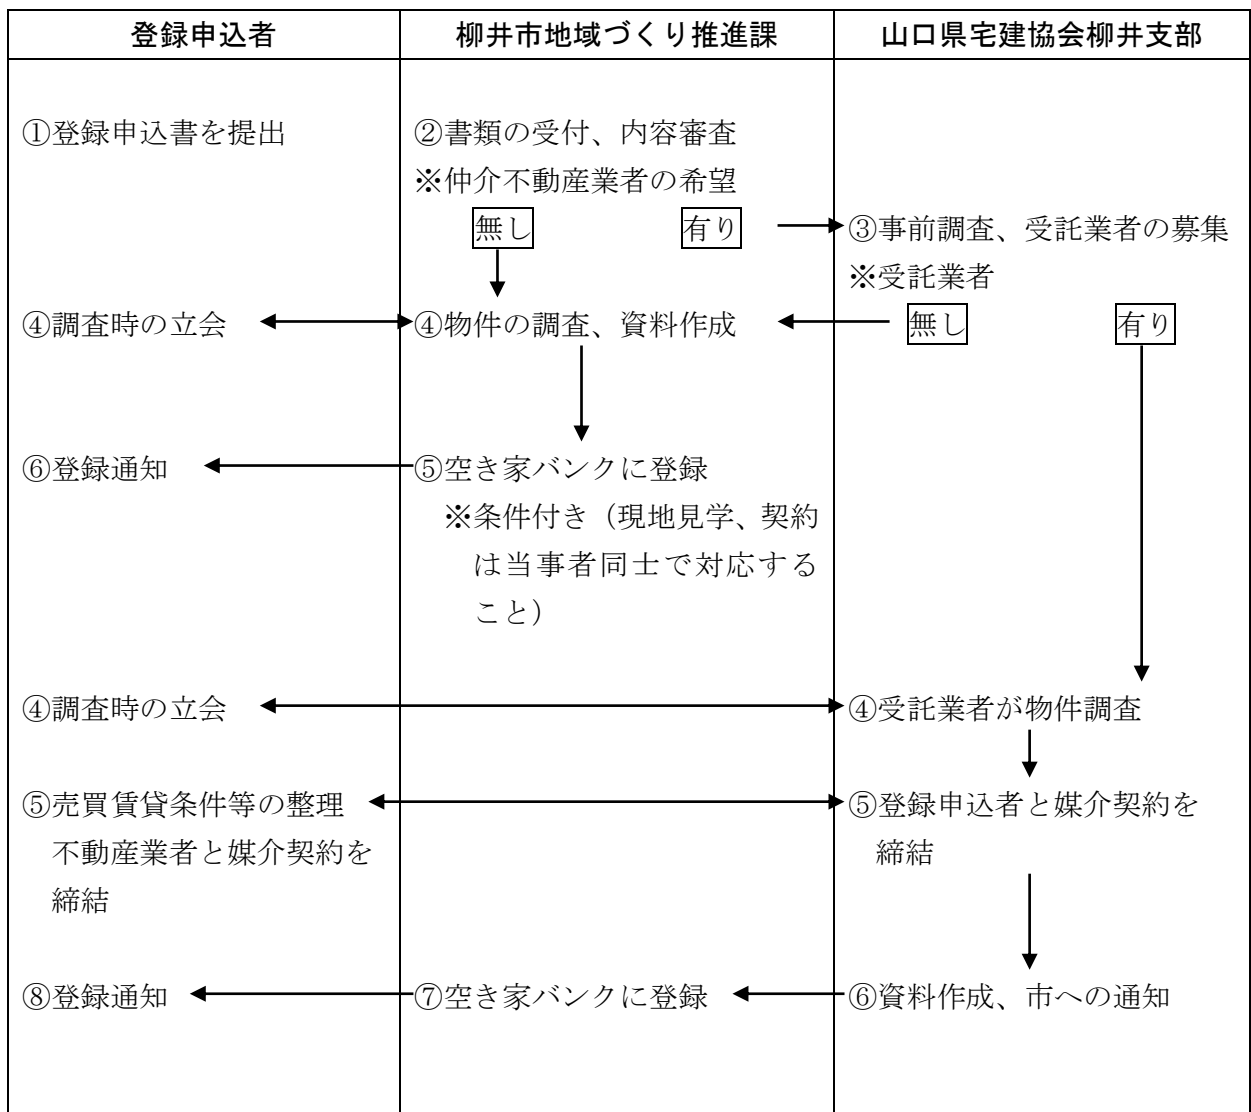 登録申込者 柳井市地域づくり推進課 山口県宅建協会柳井支部
①登録申込書を提出 ②書類の受付、内容審査
※仲介不動産業者の希望
無し 有り ③事前調査、受託業者の募集
※受託業者
④調査時の立会 ④物件の調査、資料作成 無し 有り
⑥登録通知 ⑤空き家バンクに登録
※条件付き（現地見学、契約
は当事者同士で対応する
こと）
④調査時の立会 ④受託業者が物件調査
⑤売買賃貸条件等の整理 ⑤登録申込者と媒介契約を
不動産業者と媒介契約を 締結
締結
⑧登録通知 ⑦空き家バンクに登録 ⑥資料作成、市への通知